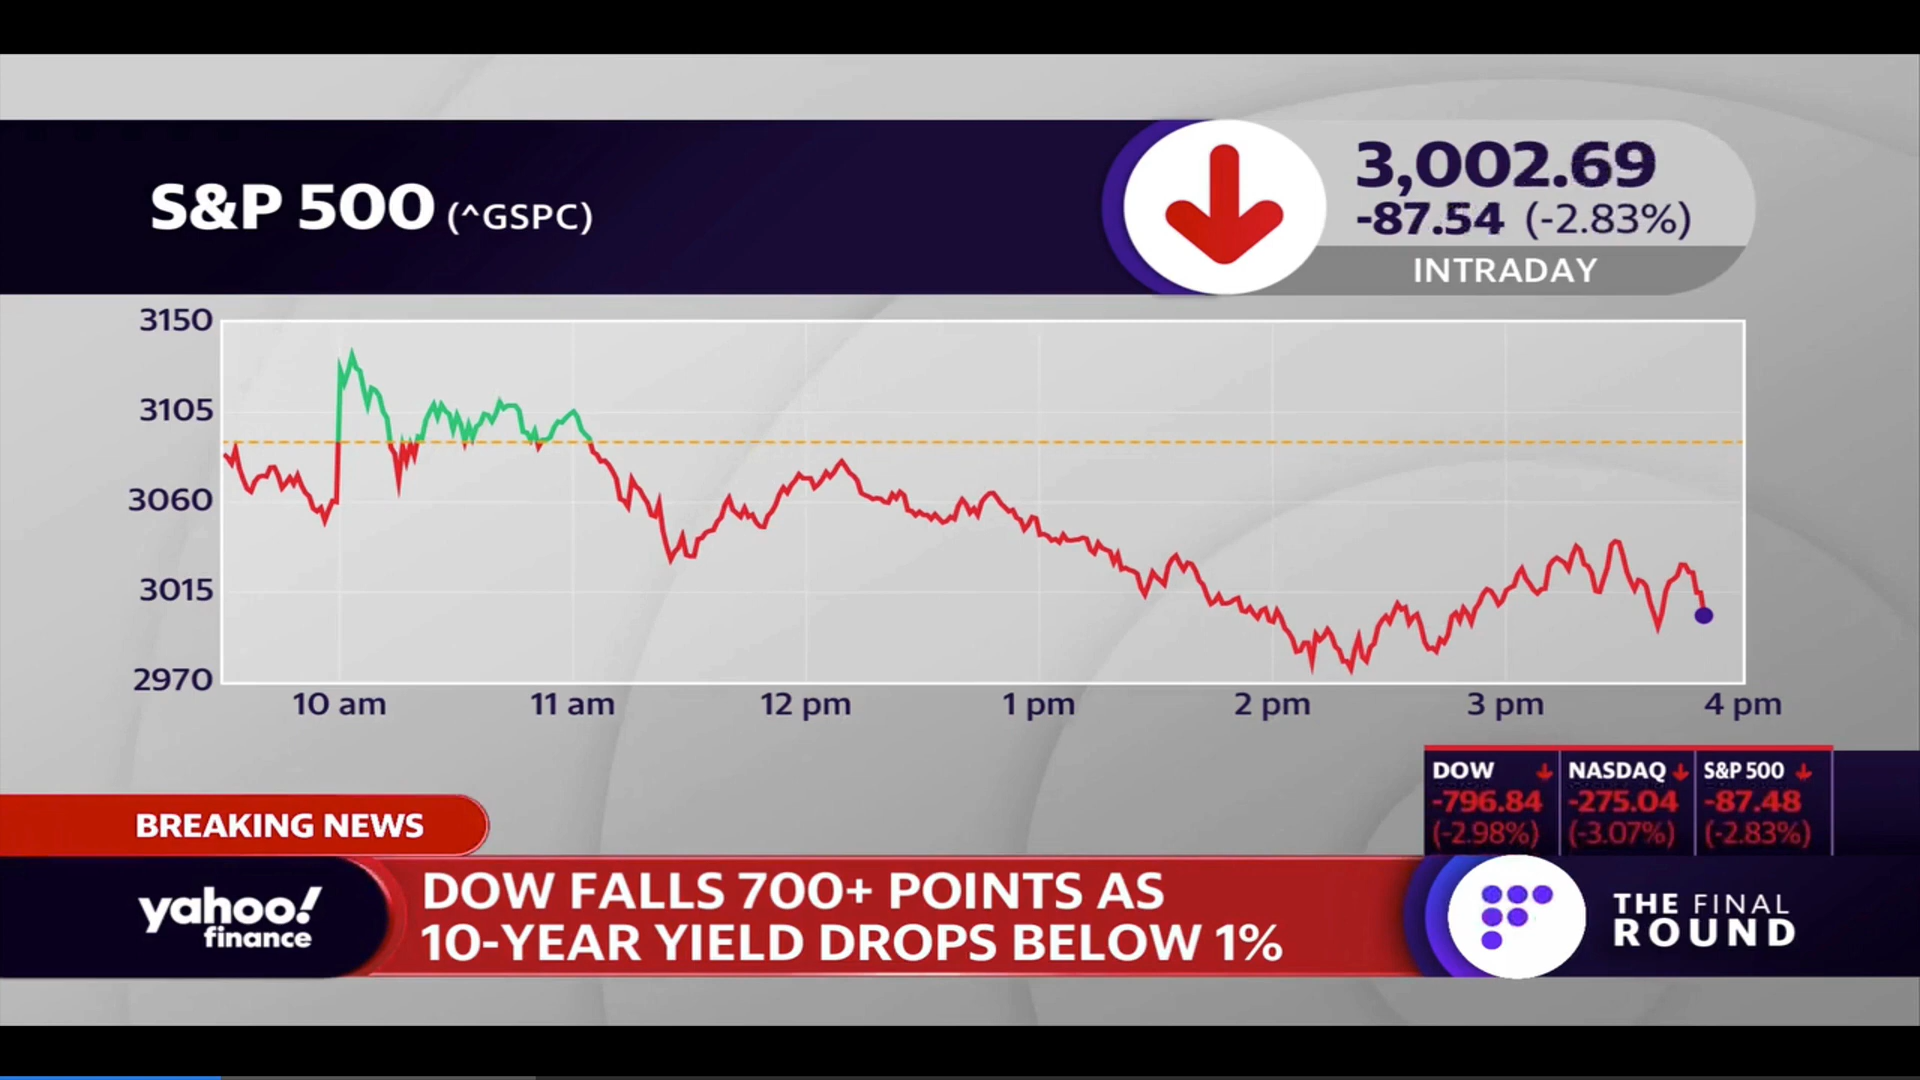 S&P 500 (^GSPC)
3,002.69
-87.54 (-2.83%)
INTRADAY
3150
3105
3060
3015
2970
10 am 11 am 12 pm 1 pm 2 pm 3 pm 4 pm
DOW NASDAQ S&P 500
-796.84 -275.04 -87.48
(-2.98%) (-3.07%) (-2.83%)
BREAKING NEWS
yahoo!
finance
DOW FALLS 700+ POINTS AS
10-YEAR YIELD DROPS BELOW 1%
THE FINAL
ROUND